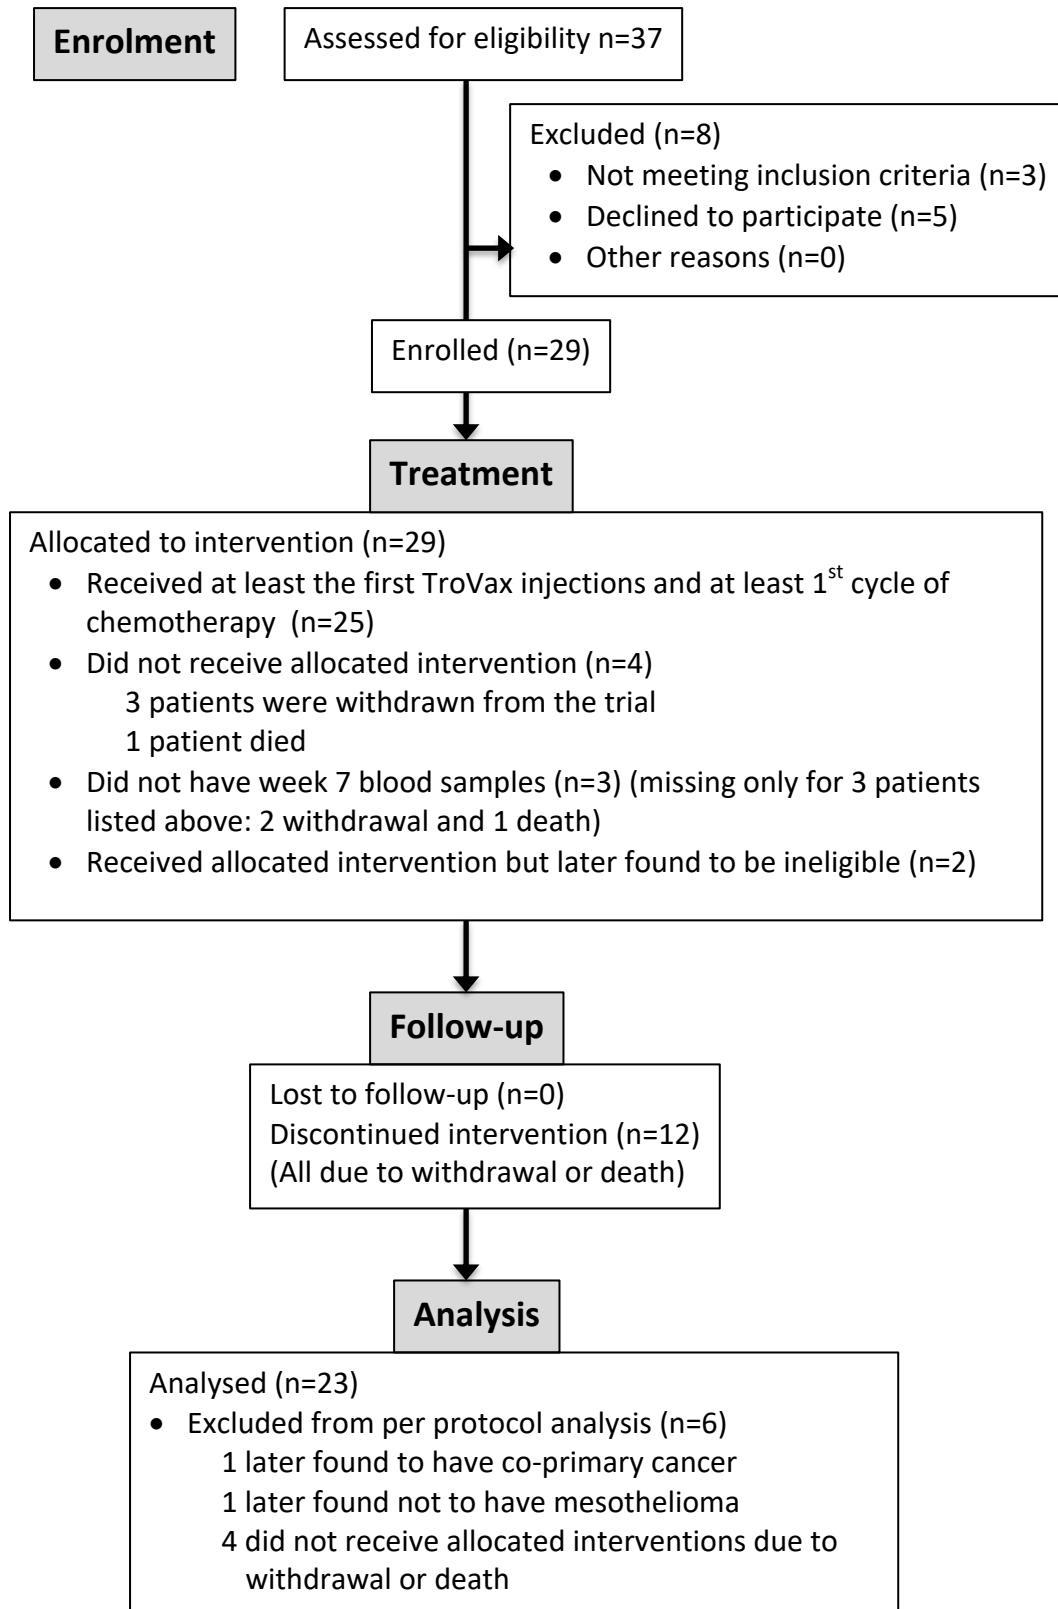 Enrolment
Assessed for eligibility n=37
Excluded (n=8)
• Not meeting inclusion criteria (n=3)
• Declined to participate (n=5)
• Other reasons (n=0)
Enrolled (n=29)
Treatment
Allocated to intervention (n=29)
• Received at least the first TroVax injections and at least 1st cycle of
chemotherapy (n=25)
• Did not receive allocated intervention (n=4)
3 patients were withdrawn from the trial
1 patient died
• Did not have week 7 blood samples (n=3) (missing only for 3 patients
listed above: 2 withdrawal and 1 death)
• Received allocated intervention but later found to be ineligible (n=2)
Follow-up
Lost to follow-up (n=0)
Discontinued intervention (n=12)
(All due to withdrawal or death)
Analysis
Analysed (n=23)
• Excluded from per protocol analysis (n=6)
1 later found to have co-primary cancer
1 later found not to have mesothelioma
4 did not receive allocated interventions due to
withdrawal or death